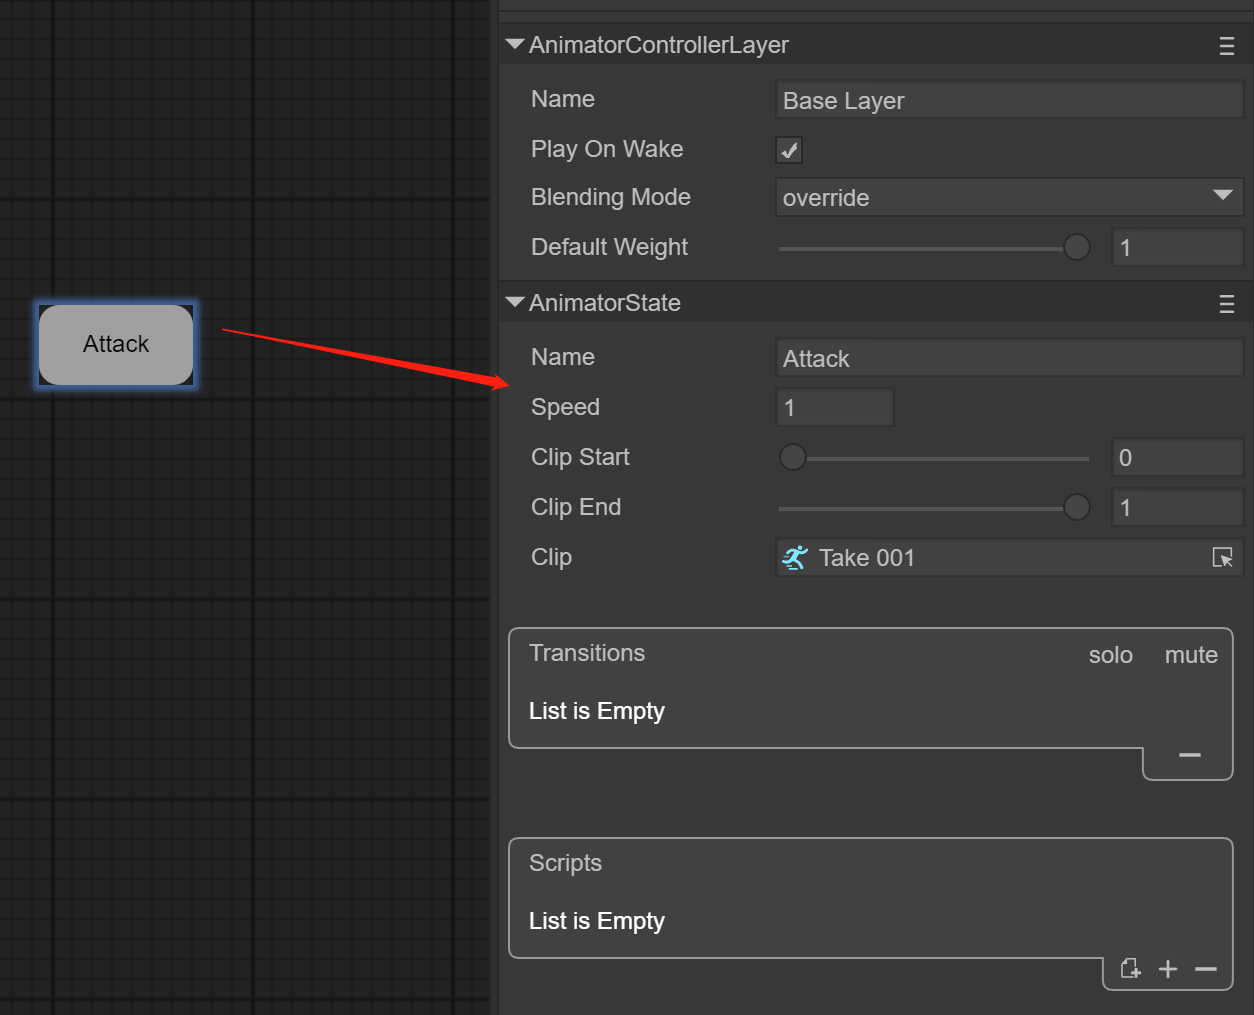 Attack
AnimatorControllerLayer
Name Base Layer
Play On Wake
Blending Mode override
Default Weight 1
AnimatorState
Name Attack
Speed 1
Clip Start 0
Clip End 1
Clip Take 001
Transitions solo mute
List is Empty
Scripts
List is Empty